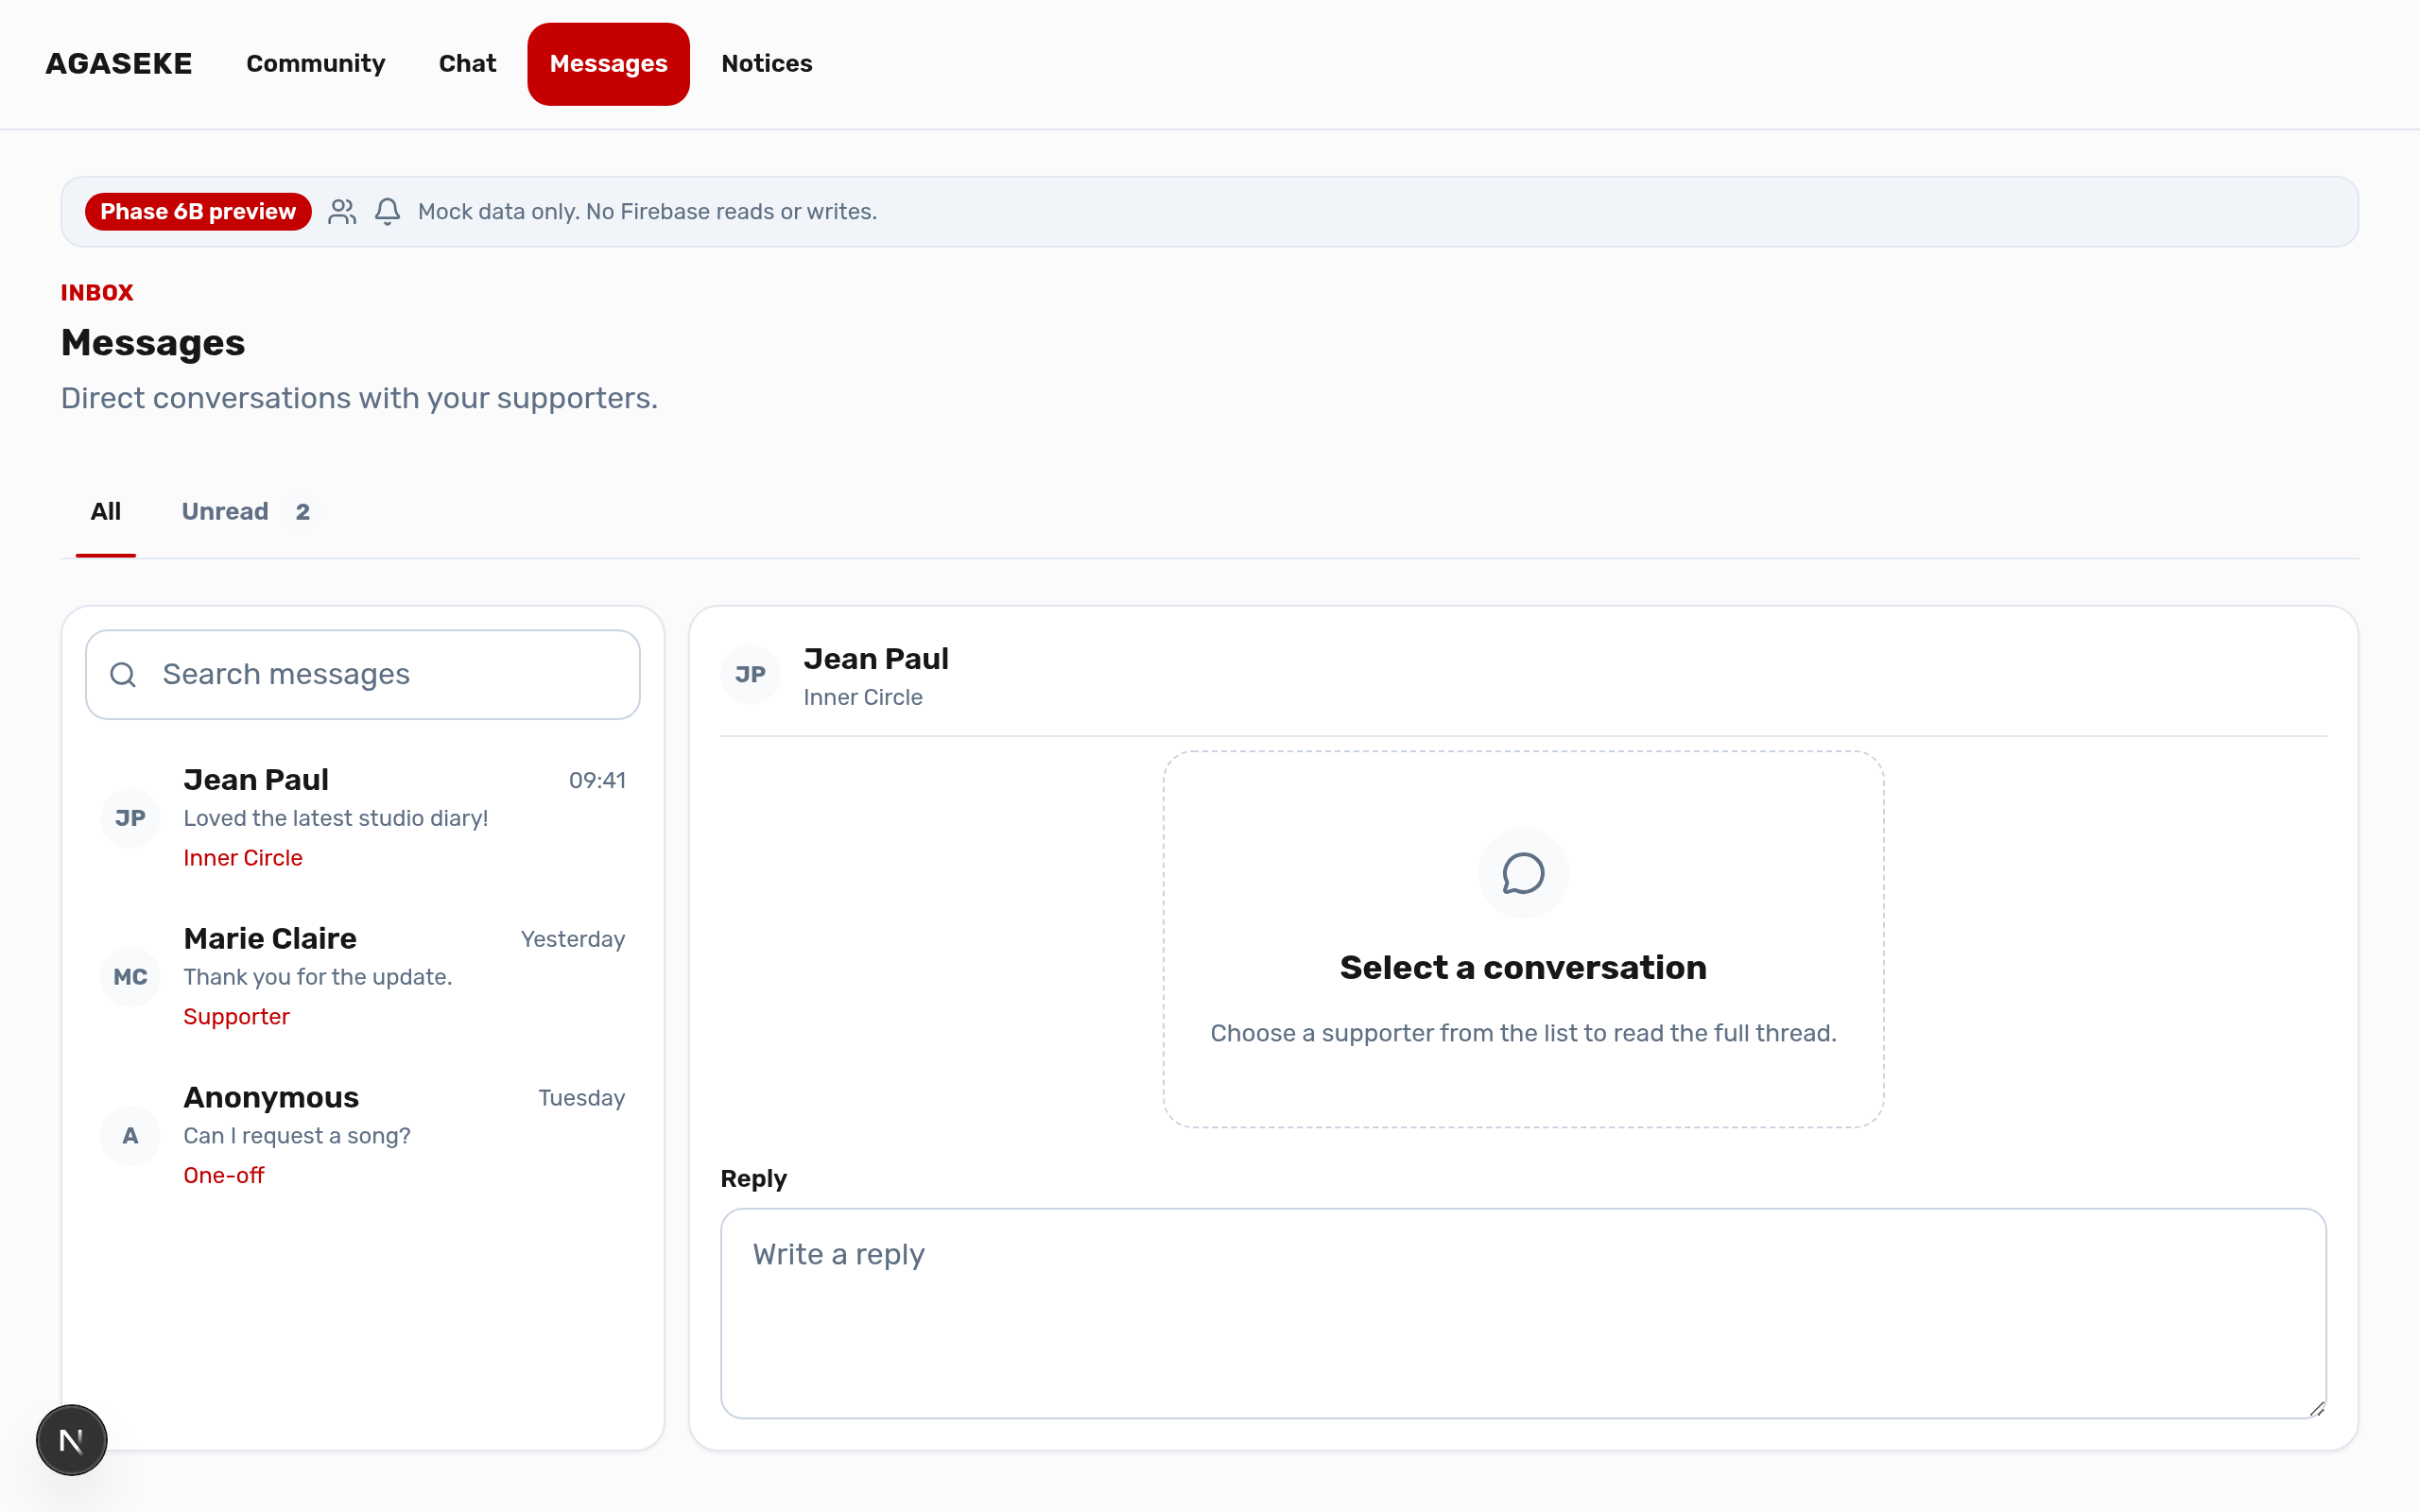 AGASEKE Community Chat Messages Notices
Phase 6B preview Mock data only. No Firebase reads or writes.
INBOX
Messages
Direct conversations with your supporters.
All Unread 2
Search messages
JP
Jean Paul 09:41
Loved the latest studio diary!
Inner Circle
MC
Marie Claire Yesterday
Thank you for the update.
Supporter
A
Anonymous Tuesday
Can I request a song?
One-off
JP
Jean Paul
Inner Circle
Select a conversation
Choose a supporter from the list to read the full thread.
Reply
Write a reply
N